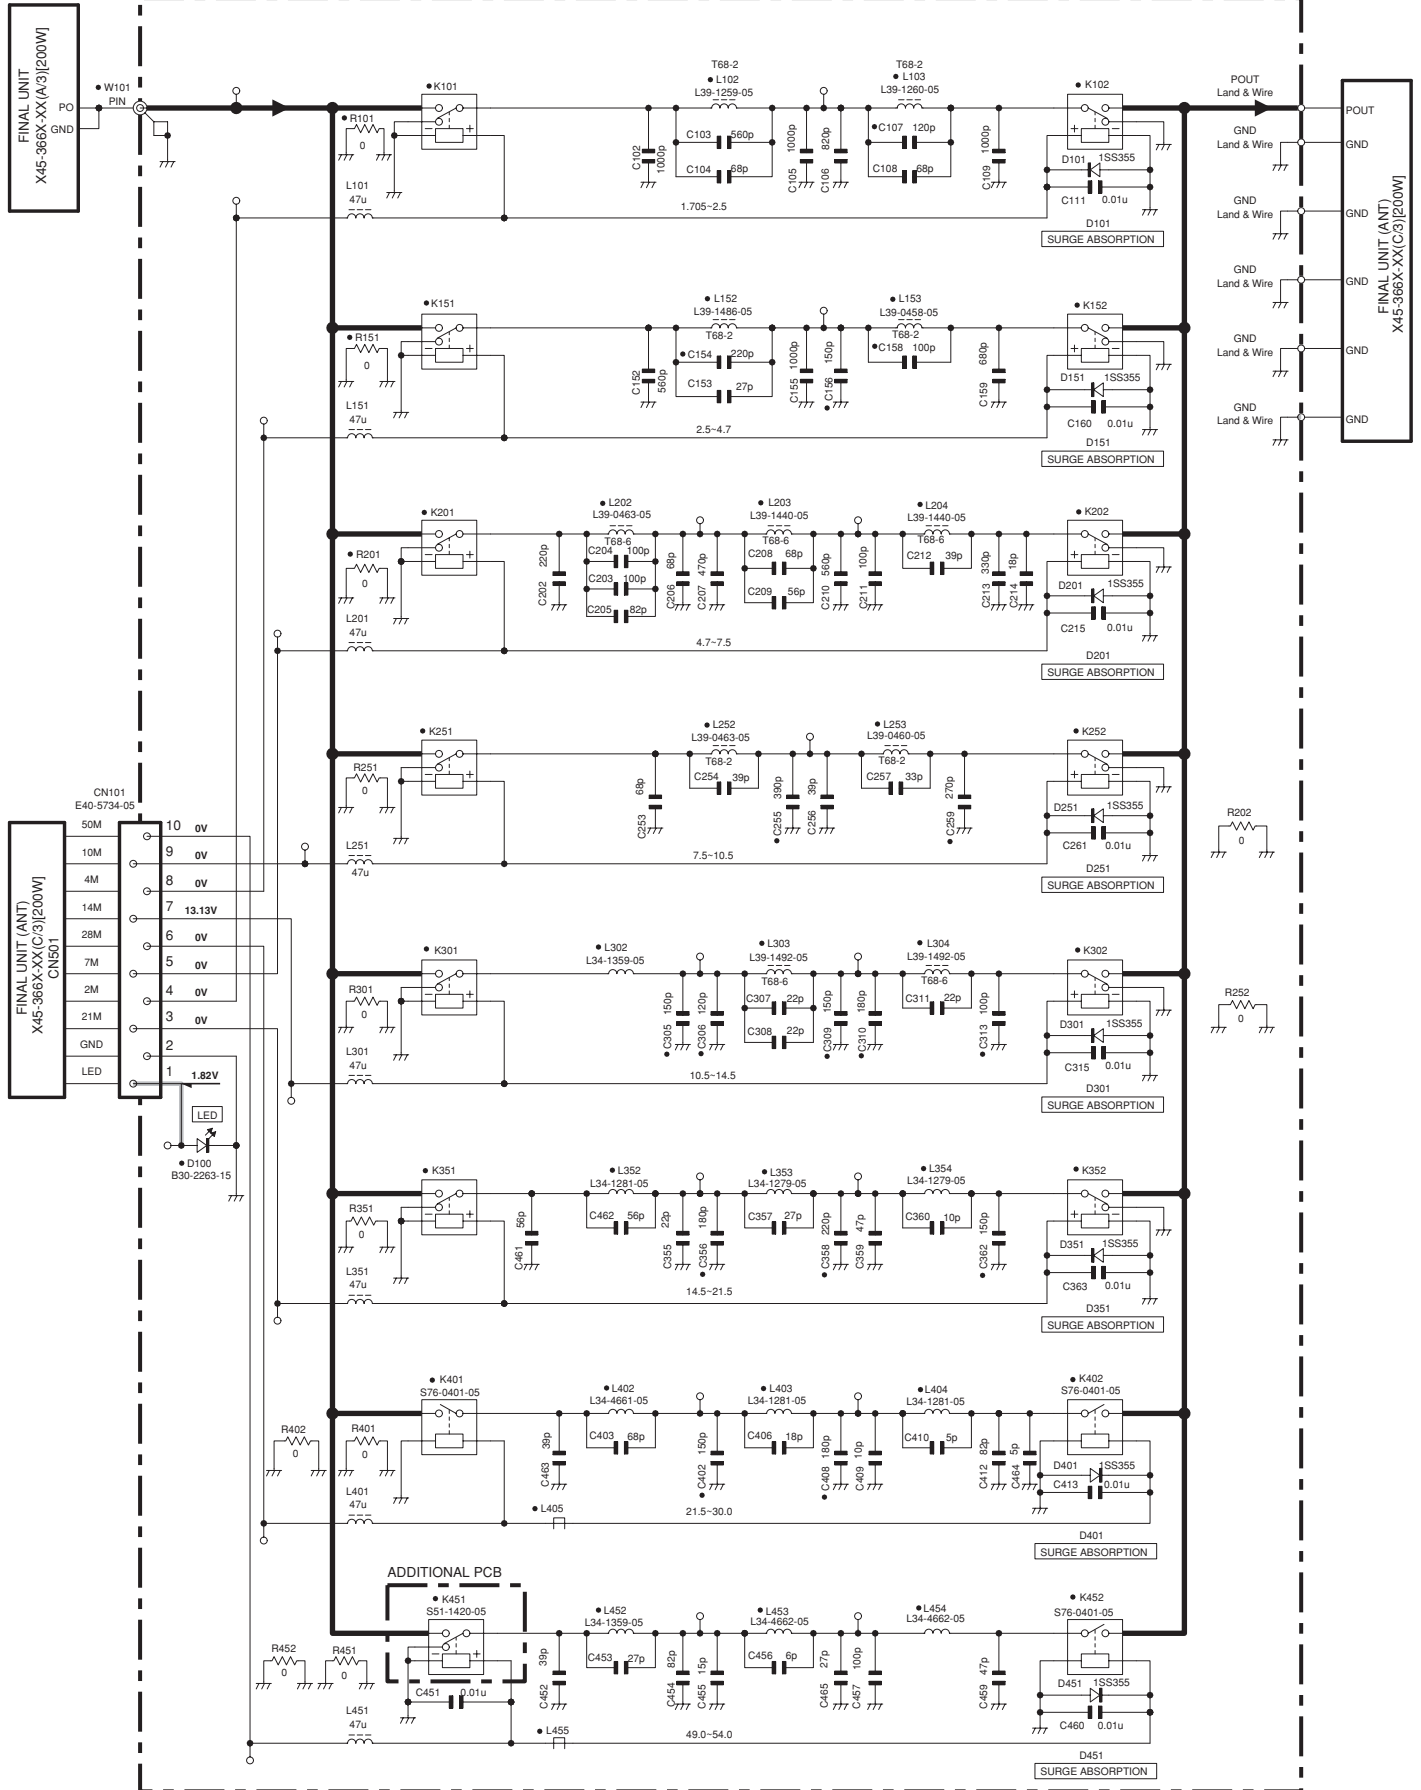 FINAL UNIT
X45-366X-XX(A/3)[200W]
PO
GND
W101
PIN
K101
R101
0
L101
47u
C102
1000p
T68-2
L102
L39-1259-05
C103 560p
C104 68p
1000p
C105
820p
C106
T68-2
L103
L39-1260-05
C107 120p
C108 68p
1000p
C109
1.705~2.5
K102
D101 1SS355
C111 0.01u
D101
SURGE ABSORPTION
POUT
Land & Wire
GND
Land & Wire
GND
Land & Wire
GND
Land & Wire
GND
Land & Wire
GND
Land & Wire
POUT
GND
GND
GND
GND
GND
FINAL UNIT (ANT)
X45-366X-XX(C/3)[200W]
K151
R151
0
L151
47u
C152
560p
L152
L39-1486-05
T68-2
C154 220p
C153 27p
1000p
C155
150p
C156
L153
L39-0458-05
T68-2
C158 100p
680p
C159
2.5~4.7
K152
D151 1SS355
C160 0.01u
D151
SURGE ABSORPTION
K201
R201
0
L201
47u
220p
C202
L202
L39-0463-05
T68-6
C204 100p
C203 100p
C205 82p
68p
C206
470p
C207
L203
L39-1440-05
T68-6
C208 68p
C209 56p
560p
C210
100p
C211
L204
L39-1440-05
T68-6
C212 39p
330p
C213
18p
C214
4.7~7.5
K202
D201 1SS355
C215 0.01u
D201
SURGE ABSORPTION
K251
R251
0
L251
47u
68p
C253
L252
L39-0463-05
T68-2
C254 39p
390p
C255
39p
C256
L253
L39-0460-05
T68-2
C257 33p
270p
C259
7.5~10.5
K252
D251 1SS355
C261 0.01u
D251
SURGE ABSORPTION
R202
0
R252
0
CN101
E40-5734-05
FINAL UNIT (ANT)
X45-366X-XX(C/3)[200W]
CN501
50M 10 0V
10M 9 0V
4M 8 0V
14M 7 13.13V
28M 6 0V
7M 5 0V
2M 4 0V
21M 3 0V
GND 2
LED 1 1.82V
LED
D100
B30-2263-15
K301
R301
0
L301
47u
L302
L34-1359-05
150p
C305
120p
C306
L303
L39-1492-05
T68-6
C307 22p
C308 22p
150p
C309
180p
C310
L304
L39-1492-05
T68-6
C311 22p
100p
C313
10.5~14.5
K302
D301 1SS355
C315 0.01u
D301
SURGE ABSORPTION
K351
R351
0
L351
47u
56p
C461
L352
L34-1281-05
C462 56p
22p
C355
180p
C356
L353
L34-1279-05
C357 27p
220p
C358
47p
C359
L354
L34-1279-05
C360 10p
150p
C362
14.5~21.5
K352
D351 1SS355
C363 0.01u
D351
SURGE ABSORPTION
K401
S76-0401-05
R402
0
R401
0
L401
47u
39p
C463
L402
L34-4661-05
C403 68p
150p
C402
L403
L34-1281-05
C406 18p
180p
C408
10p
C409
L404
L34-1281-05
C410 5p
82p
C412
5p
C464
L405
21.5~30.0
K402
S76-0401-05
D401 1SS355
C413 0.01u
D401
SURGE ABSORPTION
ADDITIONAL PCB
K451
S51-1420-05
R452
0
R451
0
C451 0.01u
L451
47u
39p
C452
L452
L34-1359-05
C453 27p
82p
C454
15p
C455
L453
L34-4662-05
C456 6p
27p
C465
100p
C457
L454
L34-4662-05
47p
C459
L455
49.0~54.0
K452
S76-0401-05
D451 1SS355
C460 0.01u
D451
SURGE ABSORPTION